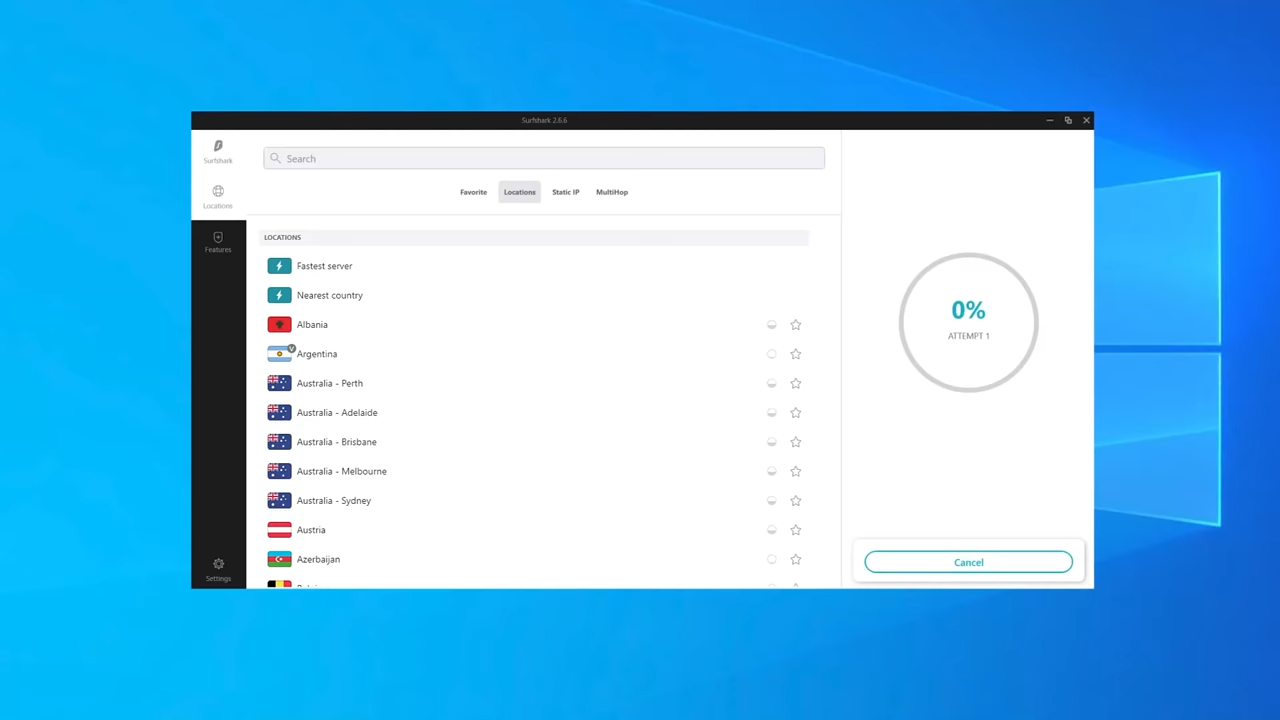 Surfshark 2.6.6
Surfshark
Locations
Features
Settings
Search
Favorite Locations Static IP MultiHop
LOCATIONS
Fastest server
Nearest country
Albania
V
Argentina
Australia - Perth
Australia - Adelaide
Australia - Brisbane
Australia - Melbourne
Australia - Sydney
Austria
Azerbaijan
0%
ATTEMPT 1
Cancel